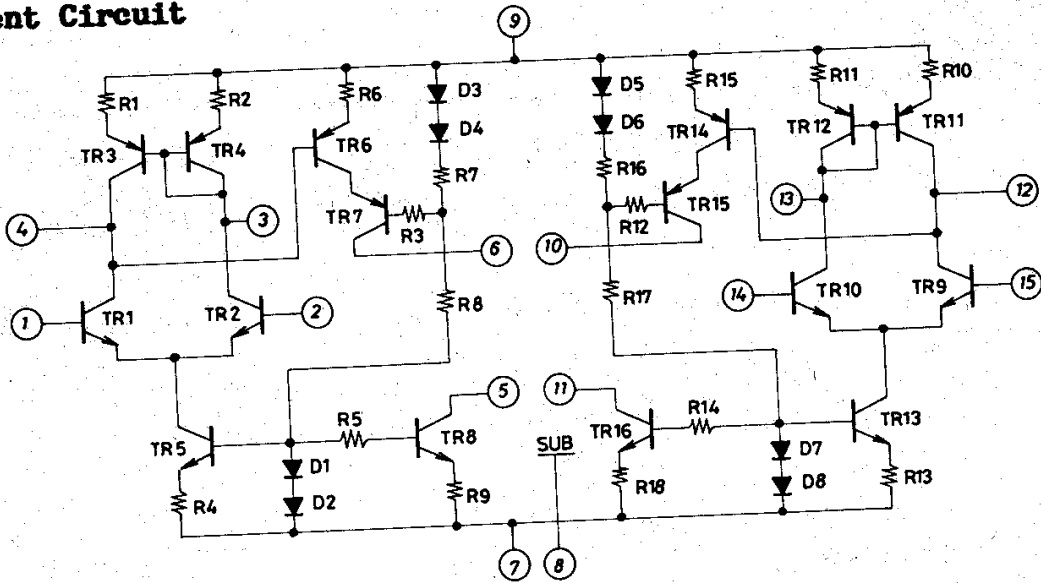 ent Circuit
9
R1
R2
R6
D3
D5
R15
R11
R10
D4
D6
TR3
TR4
TR6
TR14
TR12
TR11
R7
R16
TR7
R3
R12
TR15
4
3
6
10
13
12
1
TR1
TR2
2
R8
R17
14
TR10
TR9
15
5
11
TR5
R5
TR8
TR16
R14
TR13
SUB
D1
D7
R4
D2
R9
R18
D8
R13
7
8